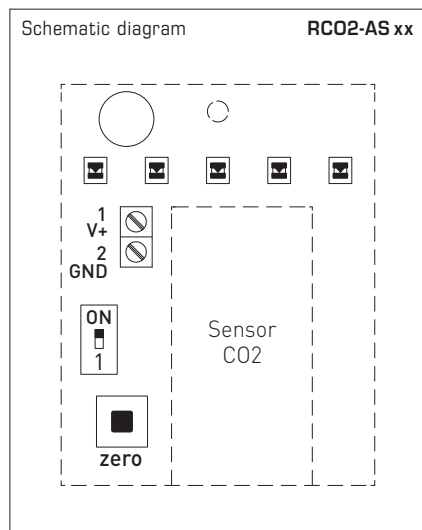 Schematic diagram RCO2-AS xx
1
V+
2
GND
ON
1
Sensor
CO2
zero